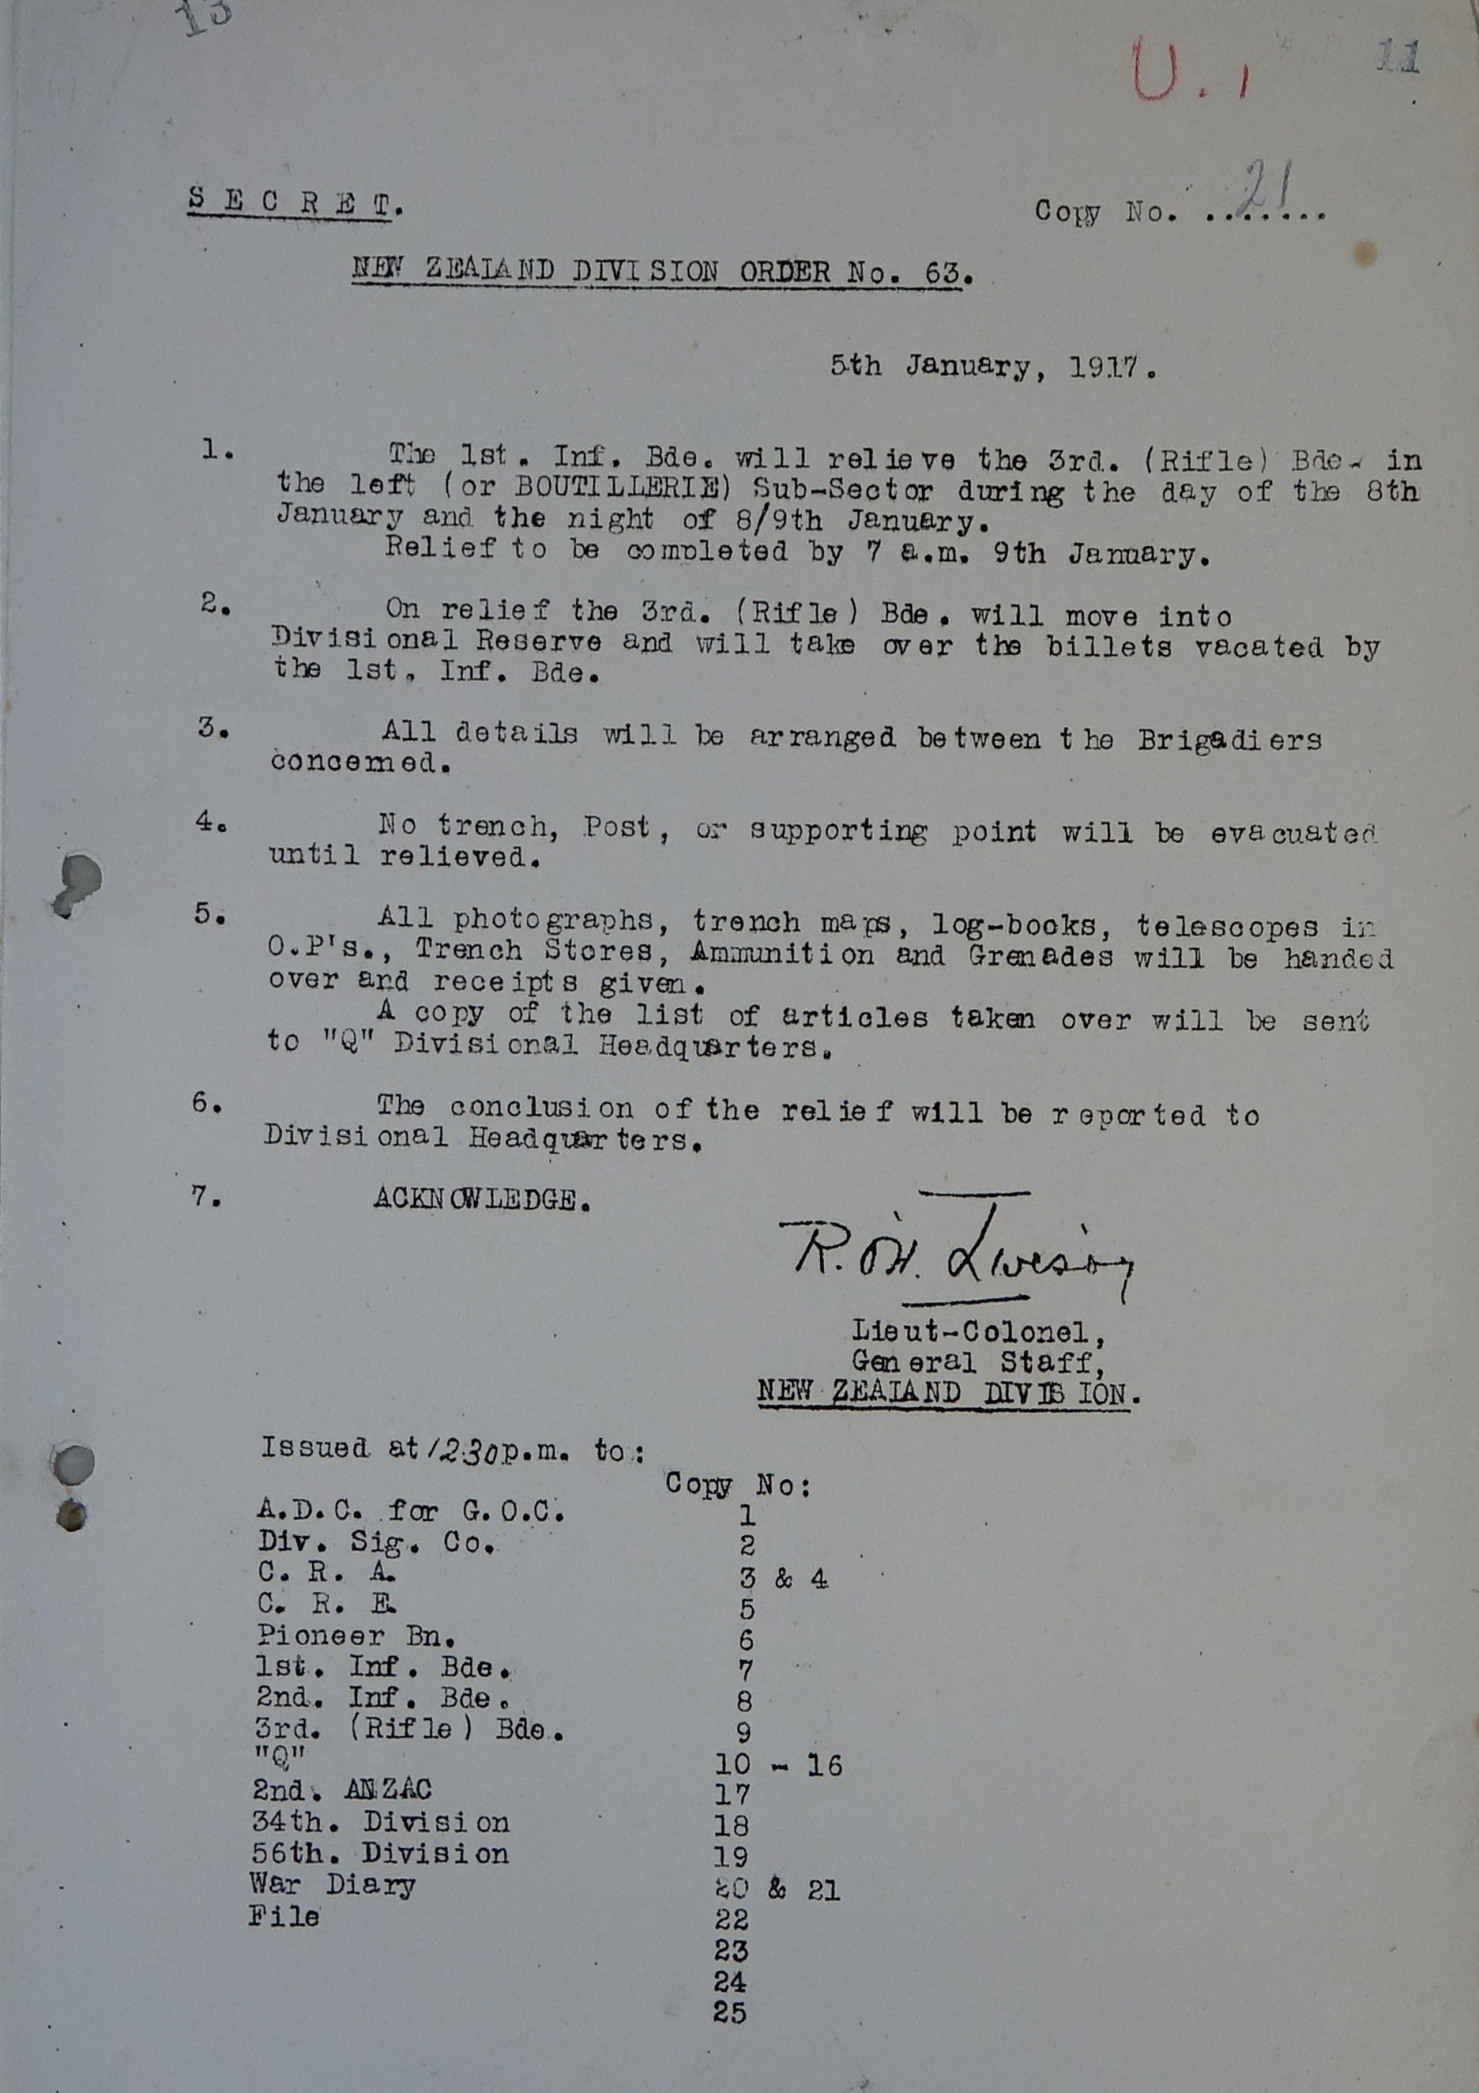 13
U.1
11
SECRET.
Copy No. ....... 21
NEW ZEALAND DIVISION ORDER No. 63.
5th January, 1917.
1. The 1st. Inf. Bde. will relieve the 3rd. (Rifle) Bde. in
the left (or BOUTILLERIE) Sub-Sector during the day of the 8th
January and the night of 8/9th January.
Relief to be completed by 7 a.m. 9th January.
2. On relief the 3rd. (Rifle) Bde. will move into
Divisional Reserve and will take over the billets vacated by
the 1st. Inf. Bde.
3. All details will be arranged between the Brigadiers
concerned.
4. No trench, Post, or supporting point will be evacuated
until relieved.
5. All photographs, trench maps, log-books, telescopes in
O.P's., Trench Stores, Ammunition and Grenades will be handed
over and receipts given.
A copy of the list of articles taken over will be sent
to "Q" Divisional Headquarters.
6. The conclusion of the relief will be reported to
Divisional Headquarters.
7. ACKNOWLEDGE.
Lieut-Colonel,
General Staff,
NEW ZEALAND DIVISION.
Issued at 12.30 p.m. to:
Copy No:
A.D.C. for G.O.C. 1
Div. Sig. Co. 2
C. R. A. 3 & 4
C. R. E. 5
Pioneer Bn. 6
1st. Inf. Bde. 7
2nd. Inf. Bde. 8
3rd. (Rifle) Bde. 9
"Q" 10 - 16
2nd. ANZAC 17
34th. Division 18
56th. Division 19
War Diary 20 & 21
File 22
23
24
25